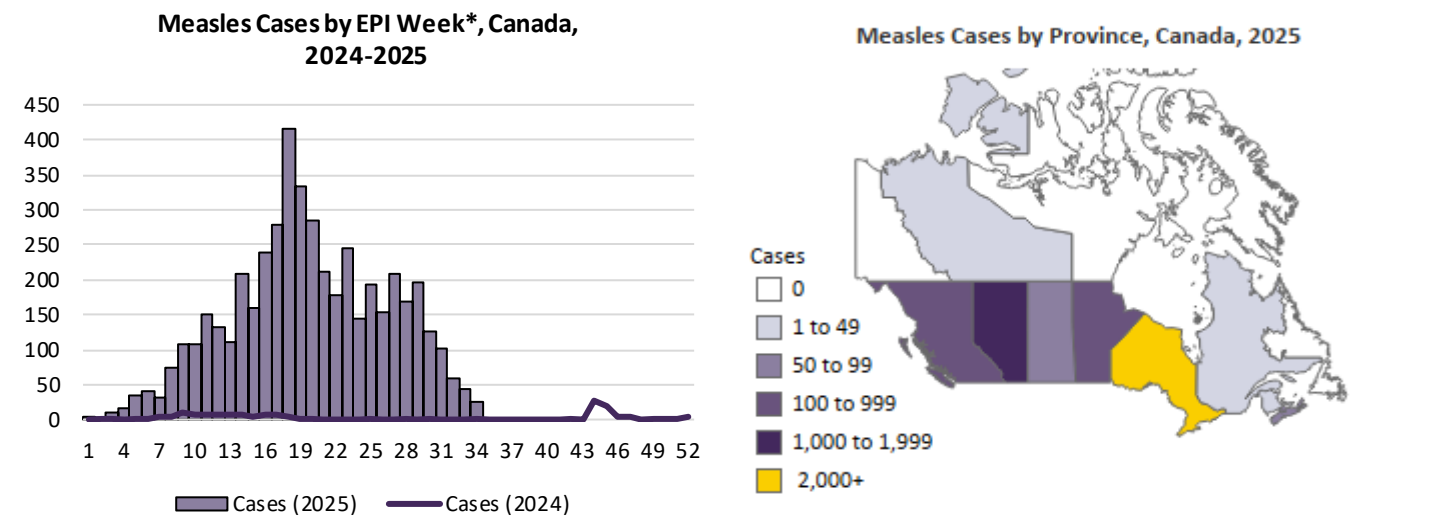 Measles Cases by EPI Week*, Canada,
2024-2025
450
400
350
300
250
200
150
100
50
0
1 4 7 10 13 16 19 22 25 28 31 34 37 40 43 46 49 52
Cases (2025) Cases (2024)
Measles Cases by Province, Canada, 2025
Cases
0
1 to 49
50 to 99
100 to 999
1,000 to 1,999
2,000+